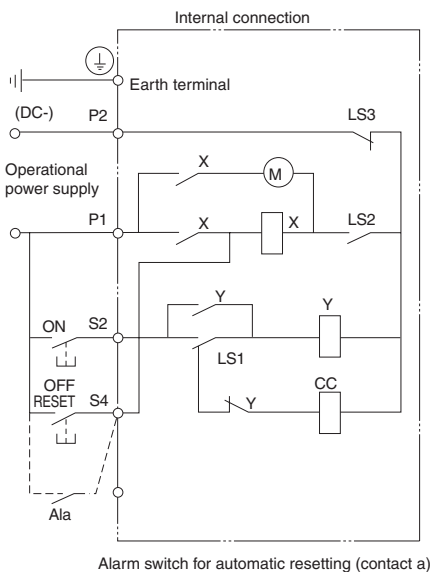 Internal connection
Earth terminal
(DC-)
P2
LS3
Operational
power supply
X
M
P1
X
X
LS2
Y
ON
S2
Y
LS1
OFF
RESET
S4
CC
Y
Ala
Alarm switch for automatic resetting (contact a)